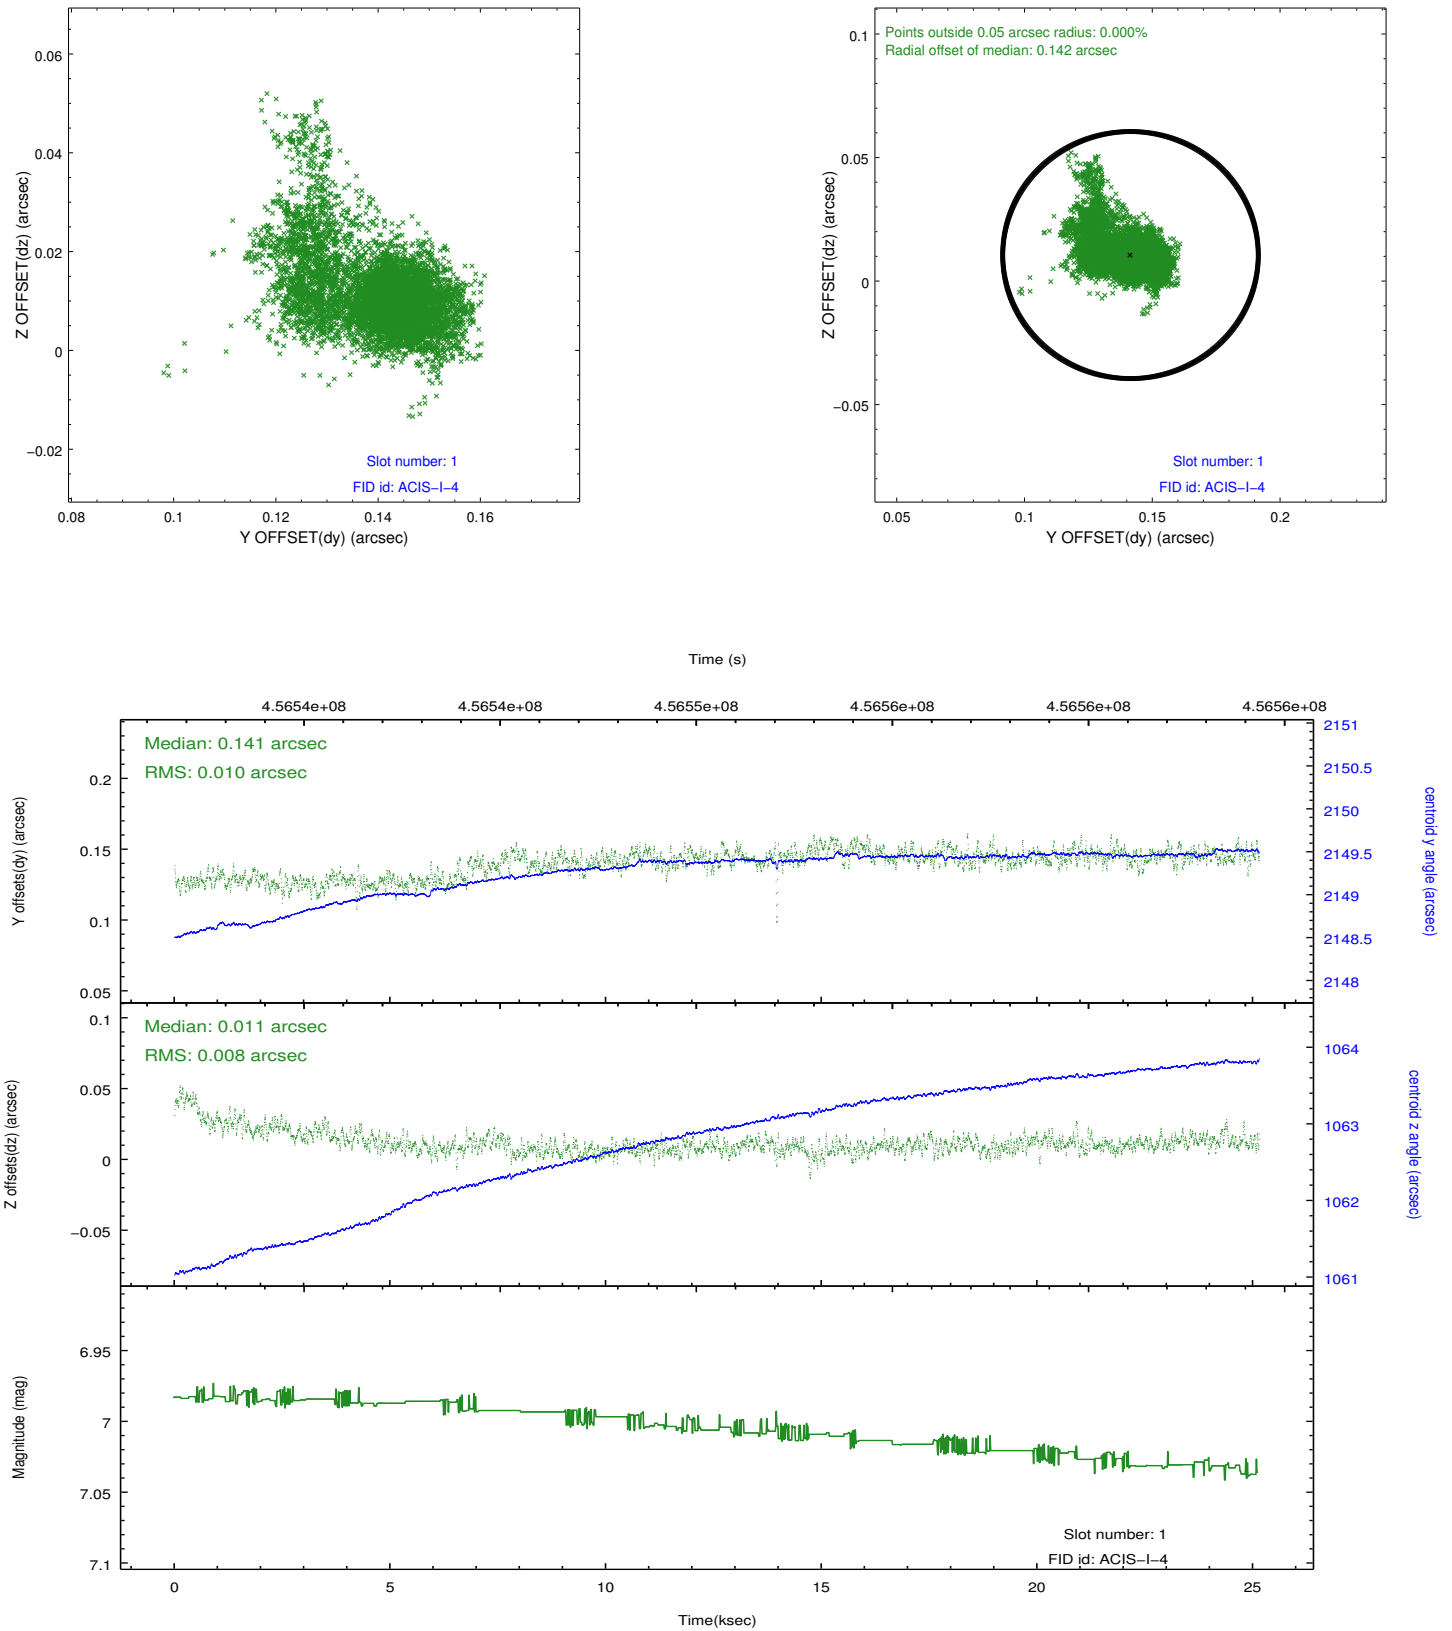 0.06
0.04
0.02
0
−0.02
Z OFFSET(dz) (arcsec)
Slot number: 1
FID id: ACIS−I−4
0.08 0.1 0.12 0.14 0.16
Y OFFSET(dy) (arcsec)
Points outside 0.05 arcsec radius: 0.000%
Radial offset of median: 0.142 arcsec
0.1
0.05
0
−0.05
Z OFFSET(dz) (arcsec)
Slot number: 1
FID id: ACIS−I−4
0.05 0.1 0.15 0.2
Y OFFSET(dy) (arcsec)
Time (s)
4.5654e+08 4.5654e+08 4.5655e+08 4.5656e+08 4.5656e+08 4.5656e+08
Median: 0.141 arcsec
RMS: 0.010 arcsec
0.2
0.15
0.1
0.05
Y offsets(dy) (arcsec)
2151
2150.5
2150
2149.5
2149
2148.5
2148
centroid y angle (arcsec)
Median: 0.011 arcsec
RMS: 0.008 arcsec
0.1
0.05
0
−0.05
Z offsets(dz) (arcsec)
1064
1063
1062
1061
centroid z angle (arcsec)
6.95
7
7.05
7.1
Magnitude (mag)
Slot number: 1
FID id: ACIS−I−4
0 5 10 15 20 25
Time(ksec)